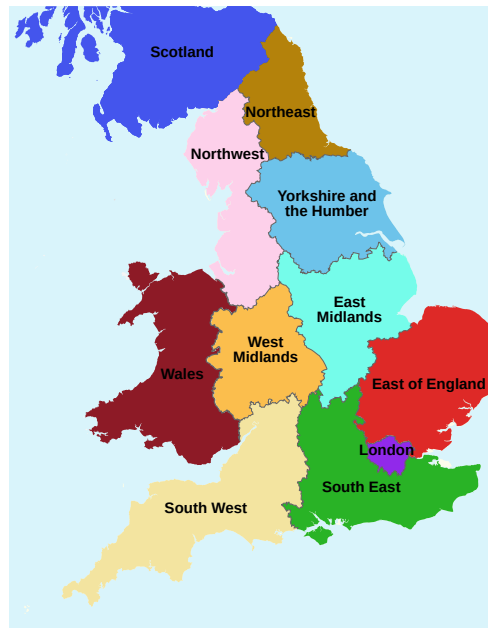 Scotland
Northeast
Northwest
Yorkshire and
the Humber
East
Midlands
West
Midlands
Wales
East of England
London
South East
South West